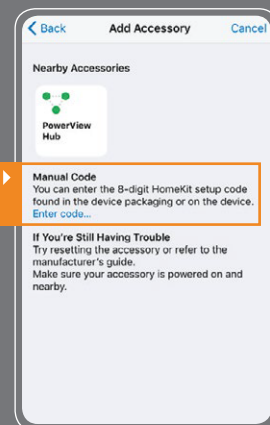 Back Add Accessory Cancel
Nearby Accessories
PowerView
Hub
Manual Code
You can enter the 8-digit HomeKit setup code
found in the device packaging or on the device.
Enter code...
If You're Still Having Trouble
Try resetting the accessory or refer to the
manufacturer's guide.
Make sure your accessory is powered on and
nearby.